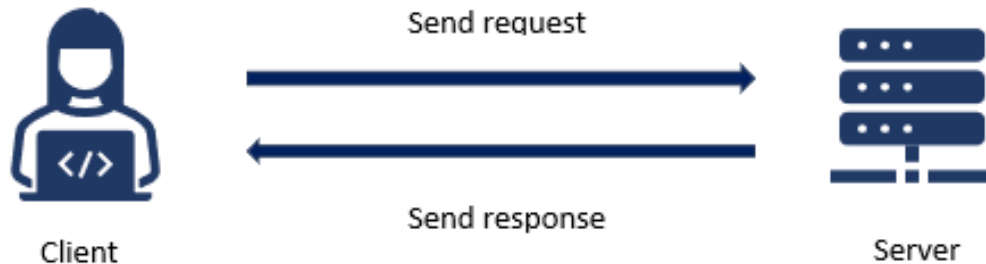 Send request
</>
Send response
Client
Server